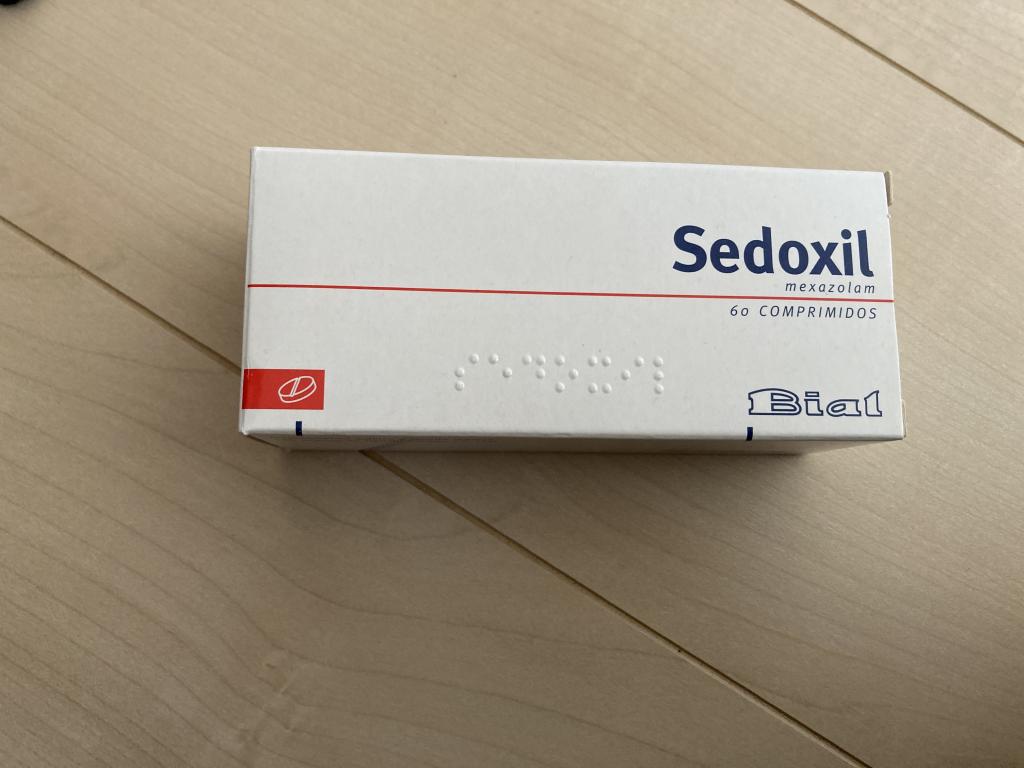 Sedoxil
mexazolam
60 COMPRIMIDOS
Bial